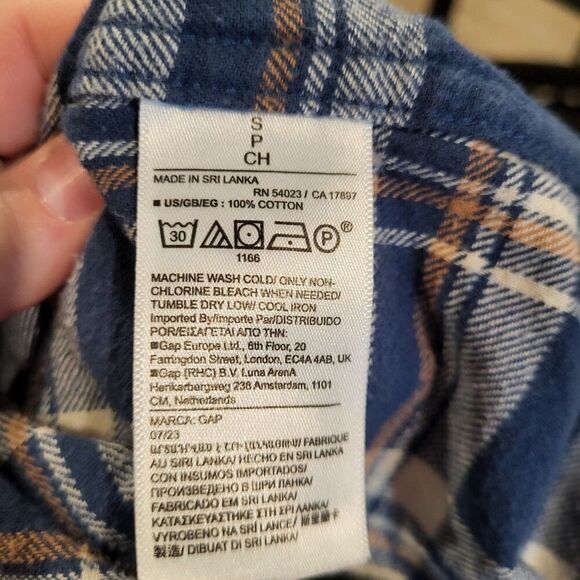 S
P
CH
MADE IN SRI LANKA
RN 54023 / CA 17897
■ US/GB/EG: 100% COTTON
30 P
1166
MACHINE WASH COLD/ ONLY NON-
CHLORINE BLEACH WHEN NEEDED/
TUMBLE DRY LOW/ COOL IRON
Imported By/Importe Par/DISTRIBUIDO
POR/ΕΙΣΑΓΕΤΑΙ ΑΠΟ ΤΗΝ:
■Gap Europe Ltd., 6th Floor, 20
Farringdon Street, London, EC4A 4AB, UK
■Gap (RHC) B.V. Luna ArenA
Herikerbergweg 238 Amsterdam, 1101
CM, Netherlands
MARCA: GAP
07/23
FABRIQUE
AU SRI LANKA/ HECHO EN SRI LANKA
CON INSUMOS IMPORTADOS/
ПРОИЗВЕДЕНО В ШРИ ЛАНКА/
FABRICADO EM SRI LANKA/
ΚΑΤΑΣΚΕΥΑΣΤΗΚΕ ΣΤΗ ΣΡΙ ΛΑΝΚΑ/
VYROBENO NA SRÍ LANCE/ 斯里蘭卡
製造/ DIBUAT DI SRI LANKA/